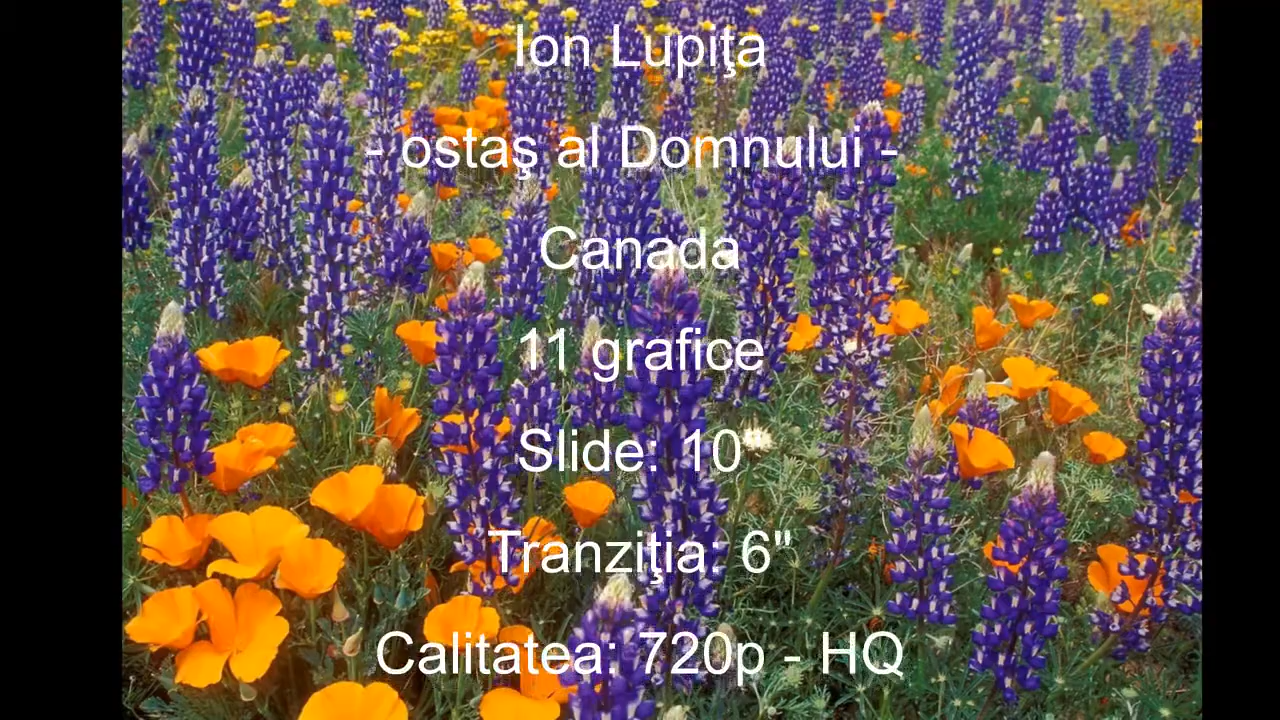 Ion Lupiţa
- ostaş al Domnului -
Canada
11 grafice
Slide: 10
Tranziţia: 6"
Calitatea: 720p - HQ